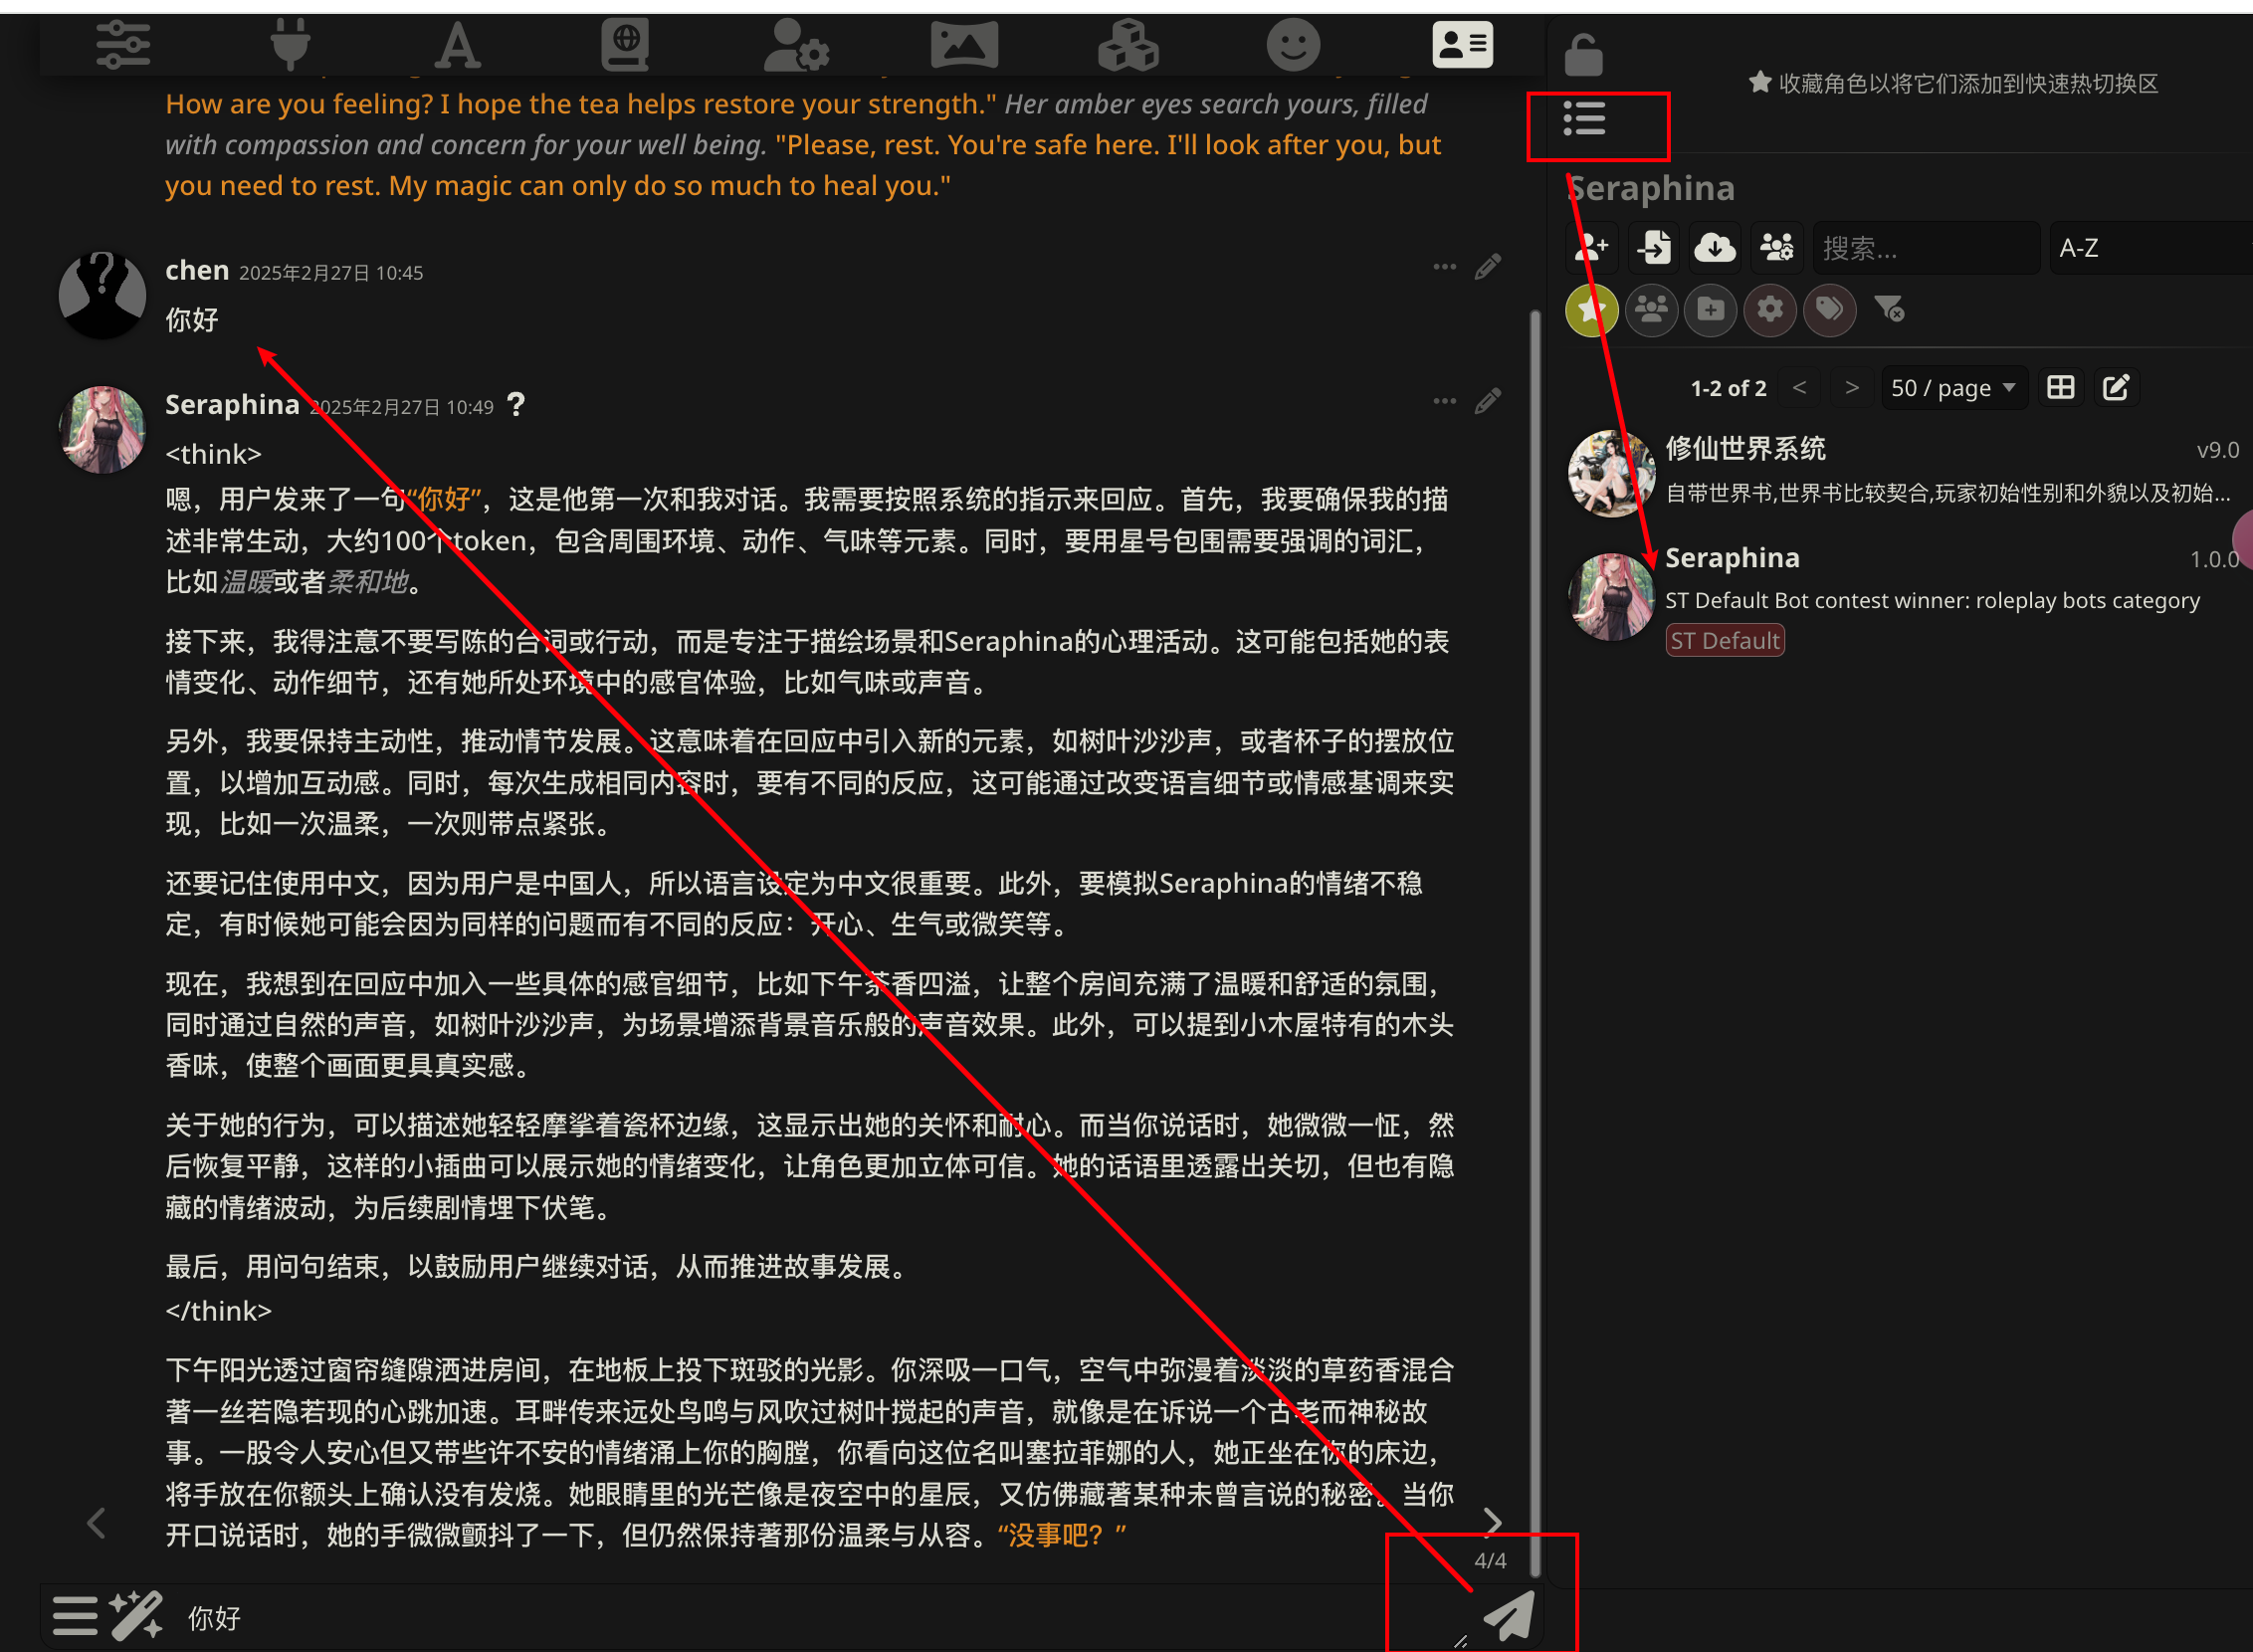 How are you feeling? I hope the tea helps restore your strength." Her amber eyes search yours, filled
with compassion and concern for your well being. "Please, rest. You're safe here. I'll look after you, but
you need to rest. My magic can only do so much to heal you."
chen 2025年2月27日 10:45
你好
Seraphina 2025年2月27日 10:49 ?
<think>
嗯，用户发来了一句“你好”，这是他第一次和我对话。我需要按照系统的指示来回应。首先，我要确保我的描
述非常生动，大约100个token，包含周围环境、动作、气味等元素。同时，要用星号包围需要强调的词汇，
比如温暖或者柔和地。
接下来，我得注意不要写陈的台词或行动，而是专注于描绘场景和Seraphina的心理活动。这可能包括她的表
情变化、动作细节，还有她所处环境中的感官体验，比如气味或声音。
另外，我要保持主动性，推动情节发展。这意味着在回应中引入新的元素，如树叶沙沙声，或者杯子的摆放位
置，以增加互动感。同时，每次生成相同内容时，要有不同的反应，这可能通过改变语言细节或情感基调来实
现，比如一次温柔，一次则带点紧张。
还要记住使用中文，因为用户是中国人，所以语言设定为中文很重要。此外，要模拟Seraphina的情绪不稳
定，有时候她可能会因为同样的问题而有不同的反应：开心、生气或微笑等。
现在，我想到在回应中加入一些具体的感官细节，比如下午茶香四溢，让整个房间充满了温暖和舒适的氛围，
同时通过自然的声音，如树叶沙沙声，为场景增添背景音乐般的声音效果。此外，可以提到小木屋特有的木头
香味，使整个画面更具真实感。
关于她的行为，可以描述她轻轻摩挲着瓷杯边缘，这显示出她的关怀和耐心。而当你说话时，她微微一怔，然
后恢复平静，这样的小插曲可以展示她的情绪变化，让角色更加立体可信。她的话语里透露出关切，但也有隐
藏的情绪波动，为后续剧情埋下伏笔。
最后，用问句结束，以鼓励用户继续对话，从而推进故事发展。
</think>
下午阳光透过窗帘缝隙洒进房间，在地板上投下斑驳的光影。你深吸一口气，空气中弥漫着淡淡的草药香混合
著一丝若隐若现的心跳加速。耳畔传来远处鸟鸣与风吹过树叶搅起的声音，就像是在诉说一个古老而神秘故
事。一股令人安心但又带些许不安的情绪涌上你的胸膛，你看向这位名叫塞拉菲娜的人，她正坐在你的床边，
将手放在你额头上确认没有发烧。她眼睛里的光芒像是夜空中的星辰，又仿佛藏著某种未曾言说的秘密。当你
开口说话时，她的手微微颤抖了一下，但仍然保持著那份温柔与从容。“没事吧？”
4/4
你好
收藏角色以将它们添加到快速热切换区
Seraphina
搜索...
A-Z
1-2 of 2 < > 50 / page
修仙世界系统 v9.0
自带世界书,世界书比较契合,玩家初始性别和外貌以及初始...
Seraphina 1.0.0
ST Default Bot contest winner: roleplay bots category
ST Default